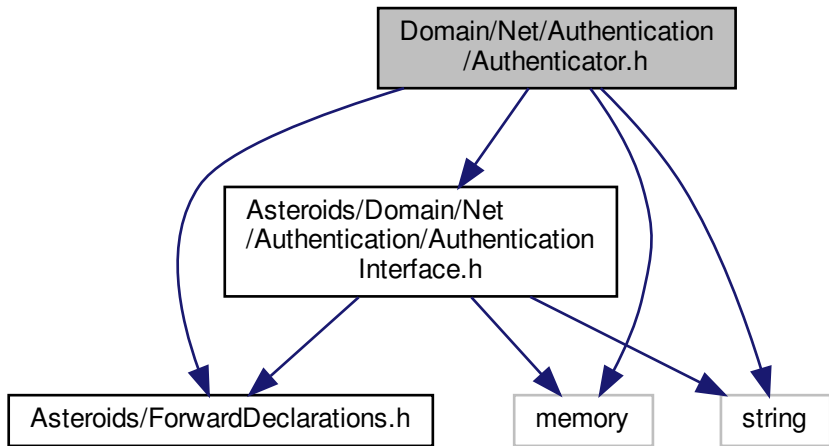 Domain/Net/Authentication
/Authenticator.h
Asteroids/Domain/Net
/Authentication/Authentication
Interface.h
Asteroids/ForwardDeclarations.h
memory
string